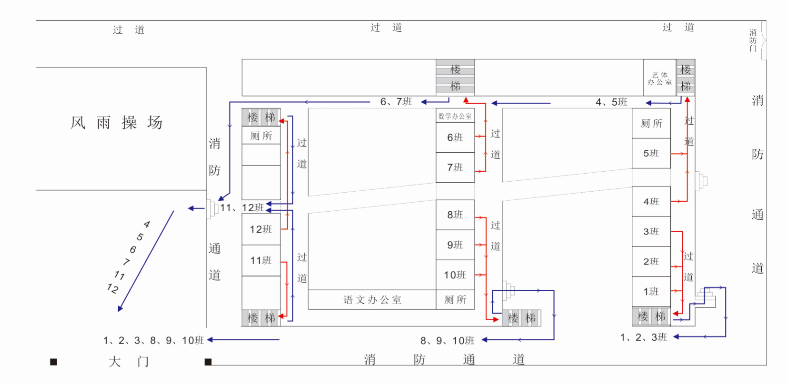 过 道
过 道
过 道
消防门
楼梯
艺体办公室
楼梯
6、7班
4、5班
风 雨 操 场
楼 梯
厕所
过道
数学办公室
6班
7班
过道
厕所
5班
过道
消 防 通 道
消 防 通 道
4班
11、12班
12班
11班
过道
8班
9班
10班
过道
3班
2班
1班
过道
4
5
6
7
11
12
语文办公室
厕所
楼 梯
楼 梯
楼 梯
1、2、3、8、9、10班
8、9、10班
1、2、3班
大 门
消 防 通 道